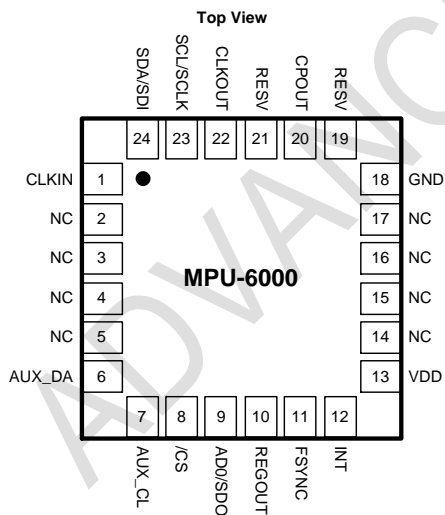 Top View
SDA/SDI
SCL/SCLK
CLKOUT
RESV
CPOUT
RESV
24 23 22 21 20 19
CLKIN 1 18 GND
NC 2 17 NC
NC 3 16 NC
MPU-6000
NC 4 15 NC
NC 5 14 NC
AUX_DA 6 13 VDD
7 8 9 10 11 12
AUX_CL
/CS
AD0/SDO
REGOUT
FSYNC
INT
ADVANC